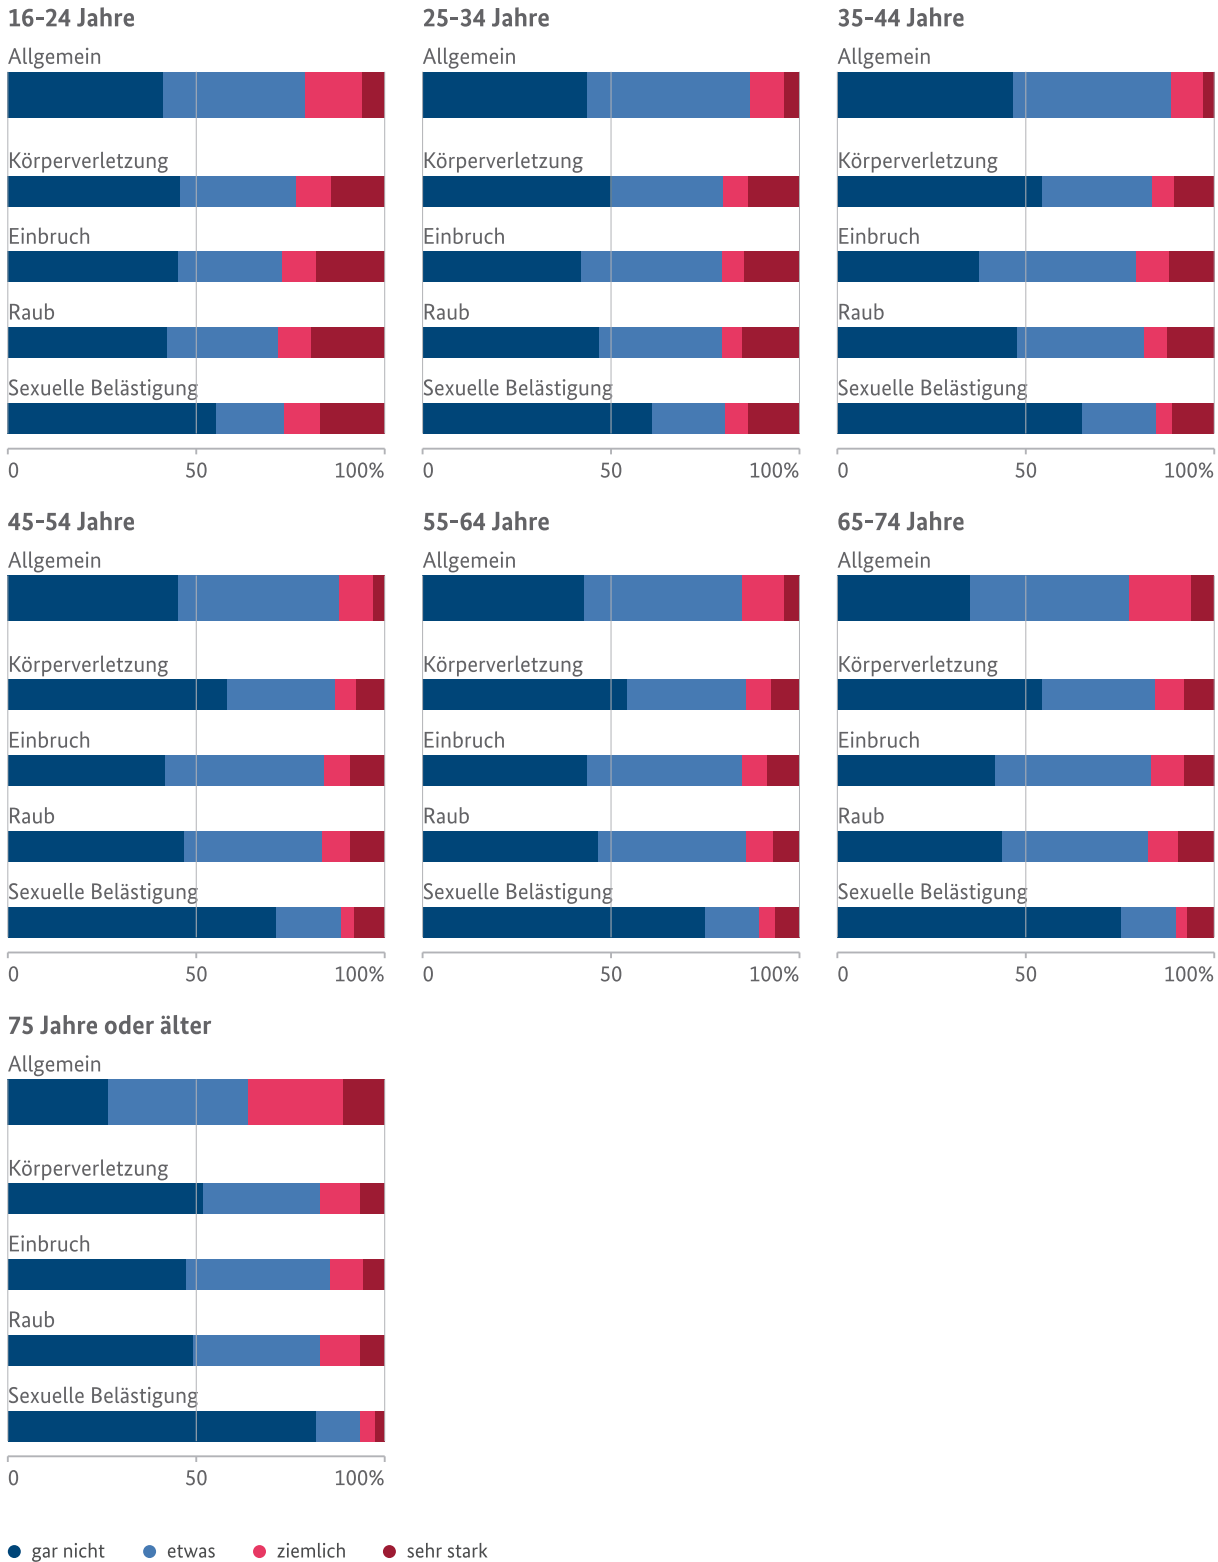 16-24 Jahre
Allgemein
Körperverletzung
Einbruch
Raub
Sexuelle Belästigung
0 50 100%
25-34 Jahre
Allgemein
Körperverletzung
Einbruch
Raub
Sexuelle Belästigung
0 50 100%
35-44 Jahre
Allgemein
Körperverletzung
Einbruch
Raub
Sexuelle Belästigung
0 50 100%
45-54 Jahre
Allgemein
Körperverletzung
Einbruch
Raub
Sexuelle Belästigung
0 50 100%
55-64 Jahre
Allgemein
Körperverletzung
Einbruch
Raub
Sexuelle Belästigung
0 50 100%
65-74 Jahre
Allgemein
Körperverletzung
Einbruch
Raub
Sexuelle Belästigung
0 50 100%
75 Jahre oder älter
Allgemein
Körperverletzung
Einbruch
Raub
Sexuelle Belästigung
0 50 100%
gar nicht etwas ziemlich sehr stark